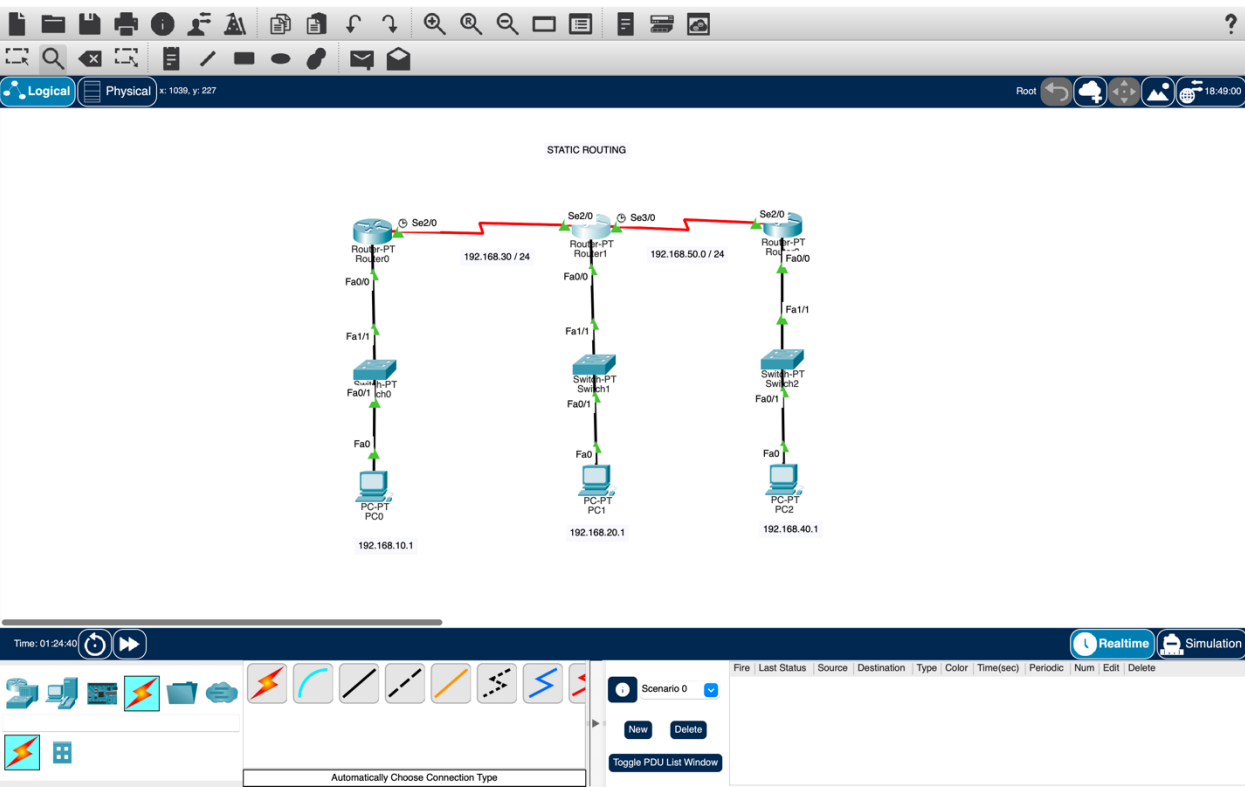 ?
Logical
Physical
x: 1039, y: 227
Root
18:49:00
STATIC ROUTING
Se2/0
Se2/0
Se3/0
Se2/0
Router-PT
Router0
192.168.30 / 24
Router-PT
Router1
192.168.50.0 / 24
Router-PT
Fa0/0
Fa0/0
Fa0/0
Fa1/1
Fa1/1
Fa1/1
Switch-PT
Switch1
Switch-PT
Switch2
Fa0/1
Fa0/1
Fa0/1
Fa0
Fa0
Fa0
PC-PT
PC0
PC-PT
PC1
PC-PT
PC2
192.168.10.1
192.168.20.1
192.168.40.1
Time: 01:24:40
Realtime
Simulation
Fire Last Status Source Destination Type Color Time(sec) Periodic Num Edit Delete
Scenario 0
New
Delete
Toggle PDU List Window
Automatically Choose Connection Type